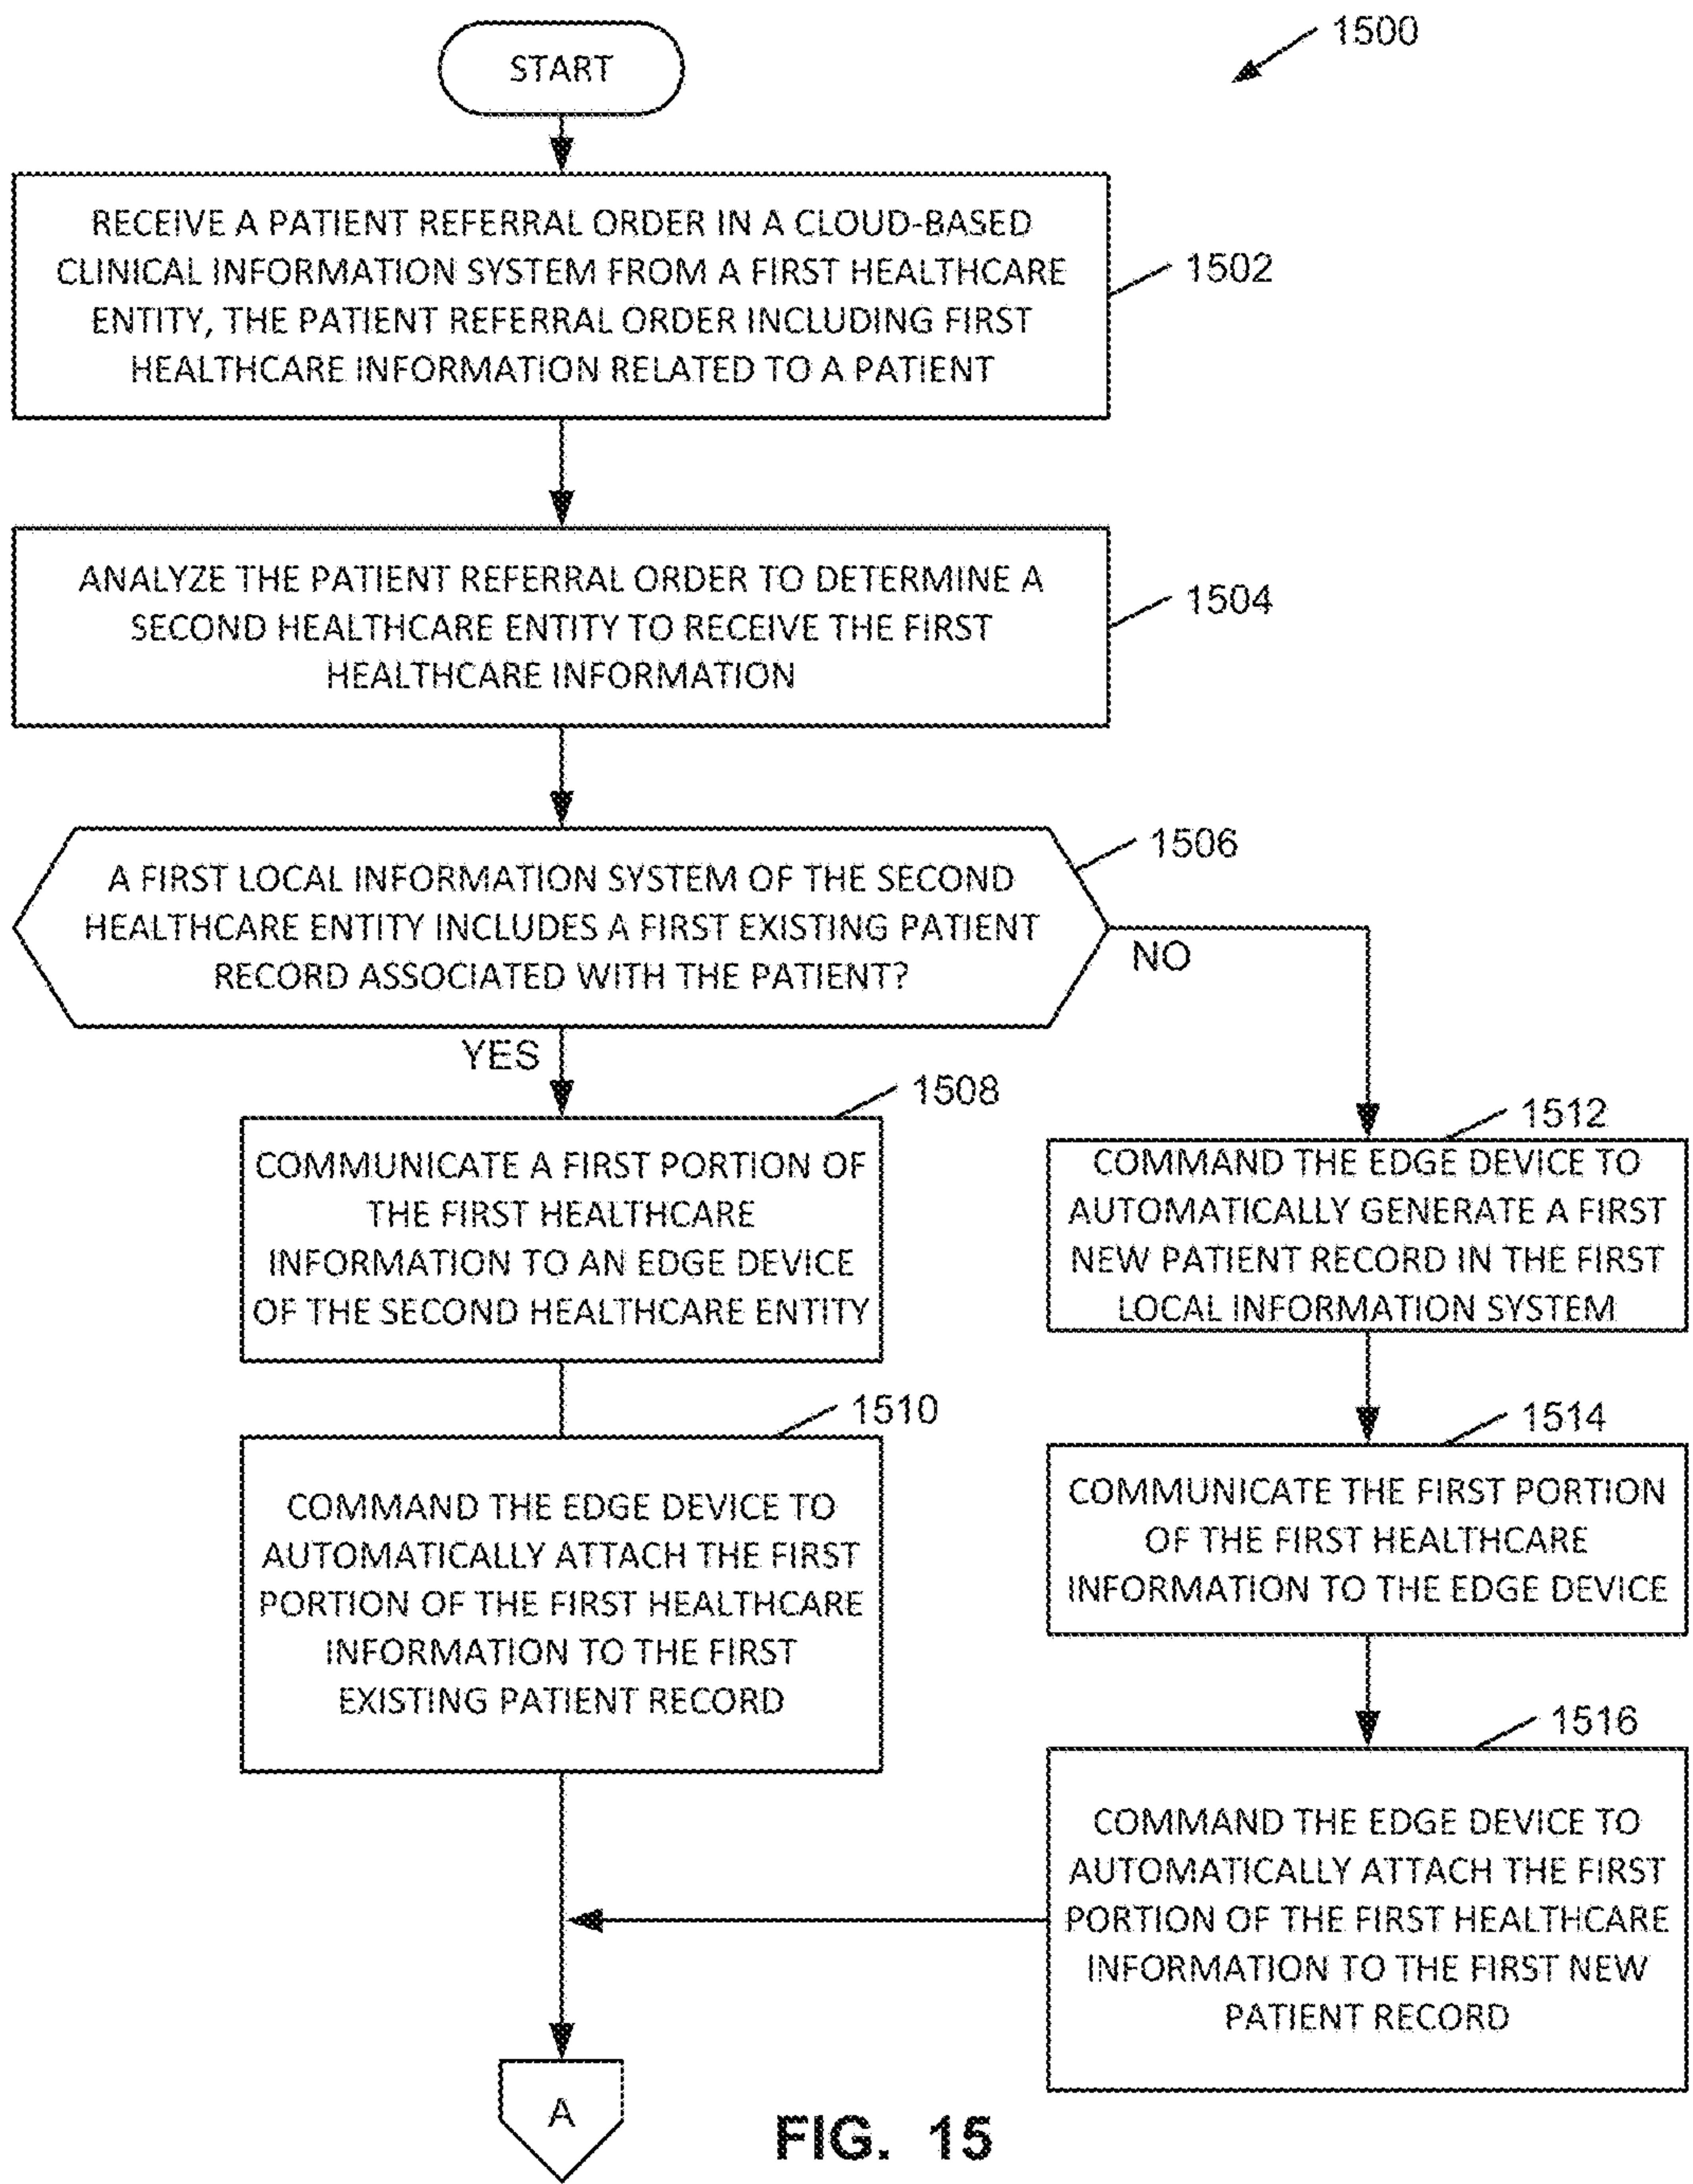 1500
START
RECEIVE A PATIENT REFERRAL ORDER IN A CLOUD-BASED
CLINICAL INFORMATION SYSTEM FROM A FIRST HEALTHCARE
ENTITY, THE PATIENT REFERRAL ORDER INCLUDING FIRST
HEALTHCARE INFORMATION RELATED TO A PATIENT
1502
ANALYZE THE PATIENT REFERRAL ORDER TO DETERMINE A
SECOND HEALTHCARE ENTITY TO RECEIVE THE FIRST
HEALTHCARE INFORMATION
1504
A FIRST LOCAL INFORMATION SYSTEM OF THE SECOND
HEALTHCARE ENTITY INCLUDES A FIRST EXISTING PATIENT
RECORD ASSOCIATED WITH THE PATIENT?
1506
NO
YES
1508
COMMUNICATE A FIRST PORTION OF
THE FIRST HEALTHCARE
INFORMATION TO AN EDGE DEVICE
OF THE SECOND HEALTHCARE ENTITY
1510
COMMAND THE EDGE DEVICE TO
AUTOMATICALLY ATTACH THE FIRST
PORTION OF THE FIRST HEALTHCARE
INFORMATION TO THE FIRST
EXISTING PATIENT RECORD
1512
COMMAND THE EDGE DEVICE TO
AUTOMATICALLY GENERATE A FIRST
NEW PATIENT RECORD IN THE FIRST
LOCAL INFORMATION SYSTEM
1514
COMMUNICATE THE FIRST PORTION
OF THE FIRST HEALTHCARE
INFORMATION TO THE EDGE DEVICE
1516
COMMAND THE EDGE DEVICE TO
AUTOMATICALLY ATTACH THE FIRST
PORTION OF THE FIRST HEALTHCARE
INFORMATION TO THE FIRST NEW
PATIENT RECORD
A
FIG. 15